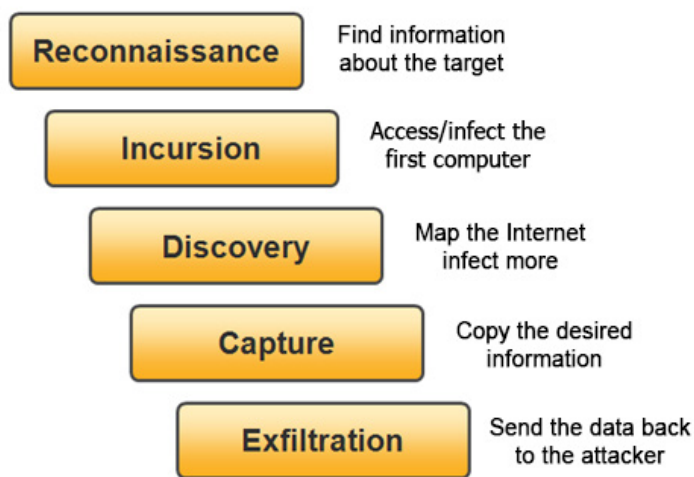 Reconnaissance
Find information
about the target
Incursion
Access/infect the
first computer
Discovery
Map the Internet
infect more
Capture
Copy the desired
information
Exfiltration
Send the data back
to the attacker